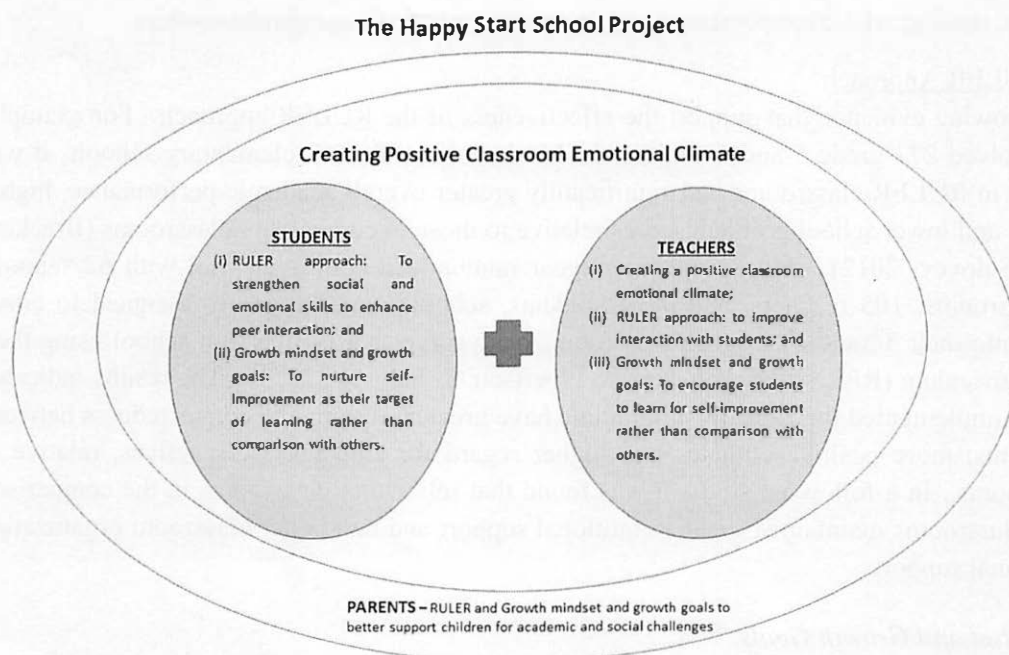 The Happy Start School Project
Creating Positive Classroom Emotional Climate
STUDENTS
(i) RULER approach: To
strengthen social and
emotional skills to enhance
peer interaction; and
(ii) Growth mindset and growth
goals: To nurture self-
Improvement as their target
of learning rather than
comparison with others.
TEACHERS
(i) Creating a positive classroom
emotional climate;
(ii) RULER approach: to improve
Interaction with students; and
(iii) Growth mindset and growth
goals: To encourage students
to learn for self-improvement
rather than comparison with
others.
PARENTS – RULER and Growth mindset and growth goals to
better support children for academic and social challenges